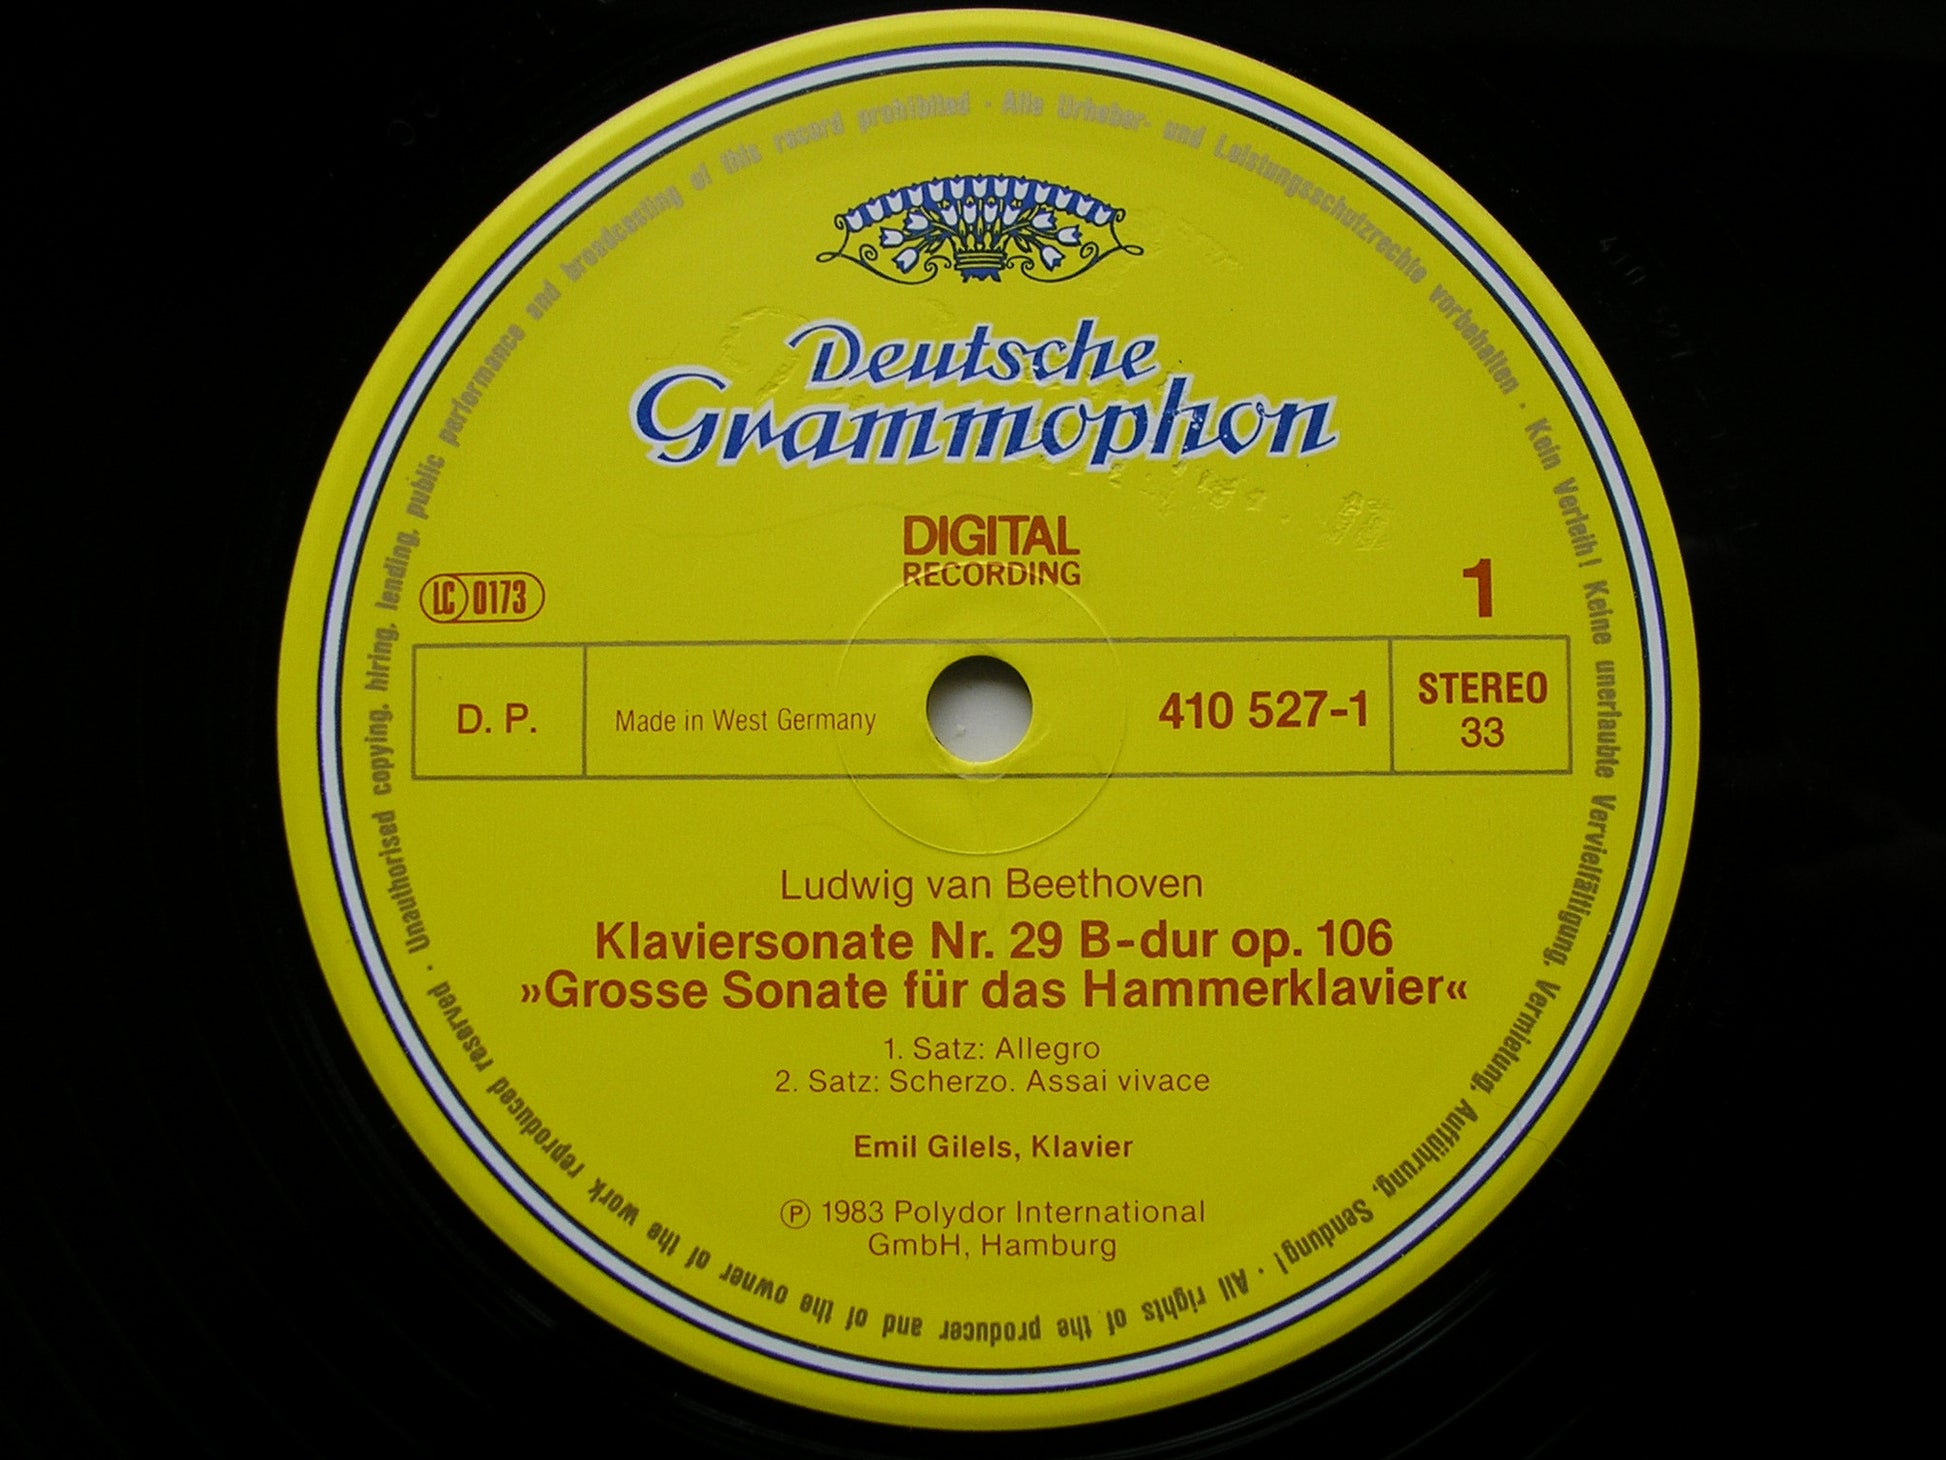 Deutsche
Grammophon
DIGITAL
RECORDING
LC 0173
1
D. P.
Made in West Germany
410 527-1
STEREO
33
Ludwig van Beethoven
Klaviersonate Nr. 29 B-dur op. 106
»Grosse Sonate für das Hammerklavier«
1. Satz: Allegro
2. Satz: Scherzo. Assai vivace
Emil Gilels, Klavier
℗ 1983 Polydor International
GmbH, Hamburg
Alle Urheber- und Leistungsschutzrechte vorbehalten · Kein Verleih! Keine unerlaubte Vervielfältigung, Vermietung, Aufführung, Sendung! · All rights of the producer and of the owner of the work reproduced reserved · Unauthorised copying, hiring, lending, public performance and broadcasting of this record prohibited ·